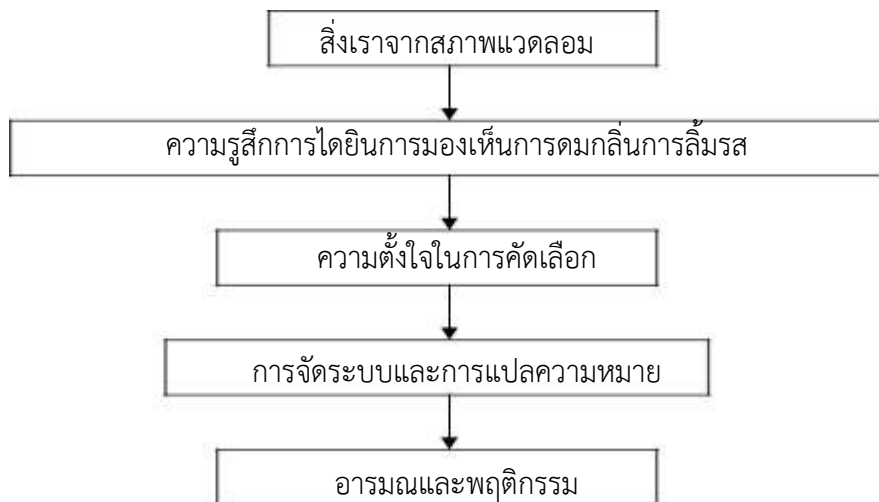 สิ่งเราจากสภาพแวดลอม
ความรูสึกการไดยินการมองเห็นการดมกลิ่นการลิ้มรส
ความตั้งใจในการคัดเลือก
การจัดระบบและการแปลความหมาย
อารมณและพฤติกรรม